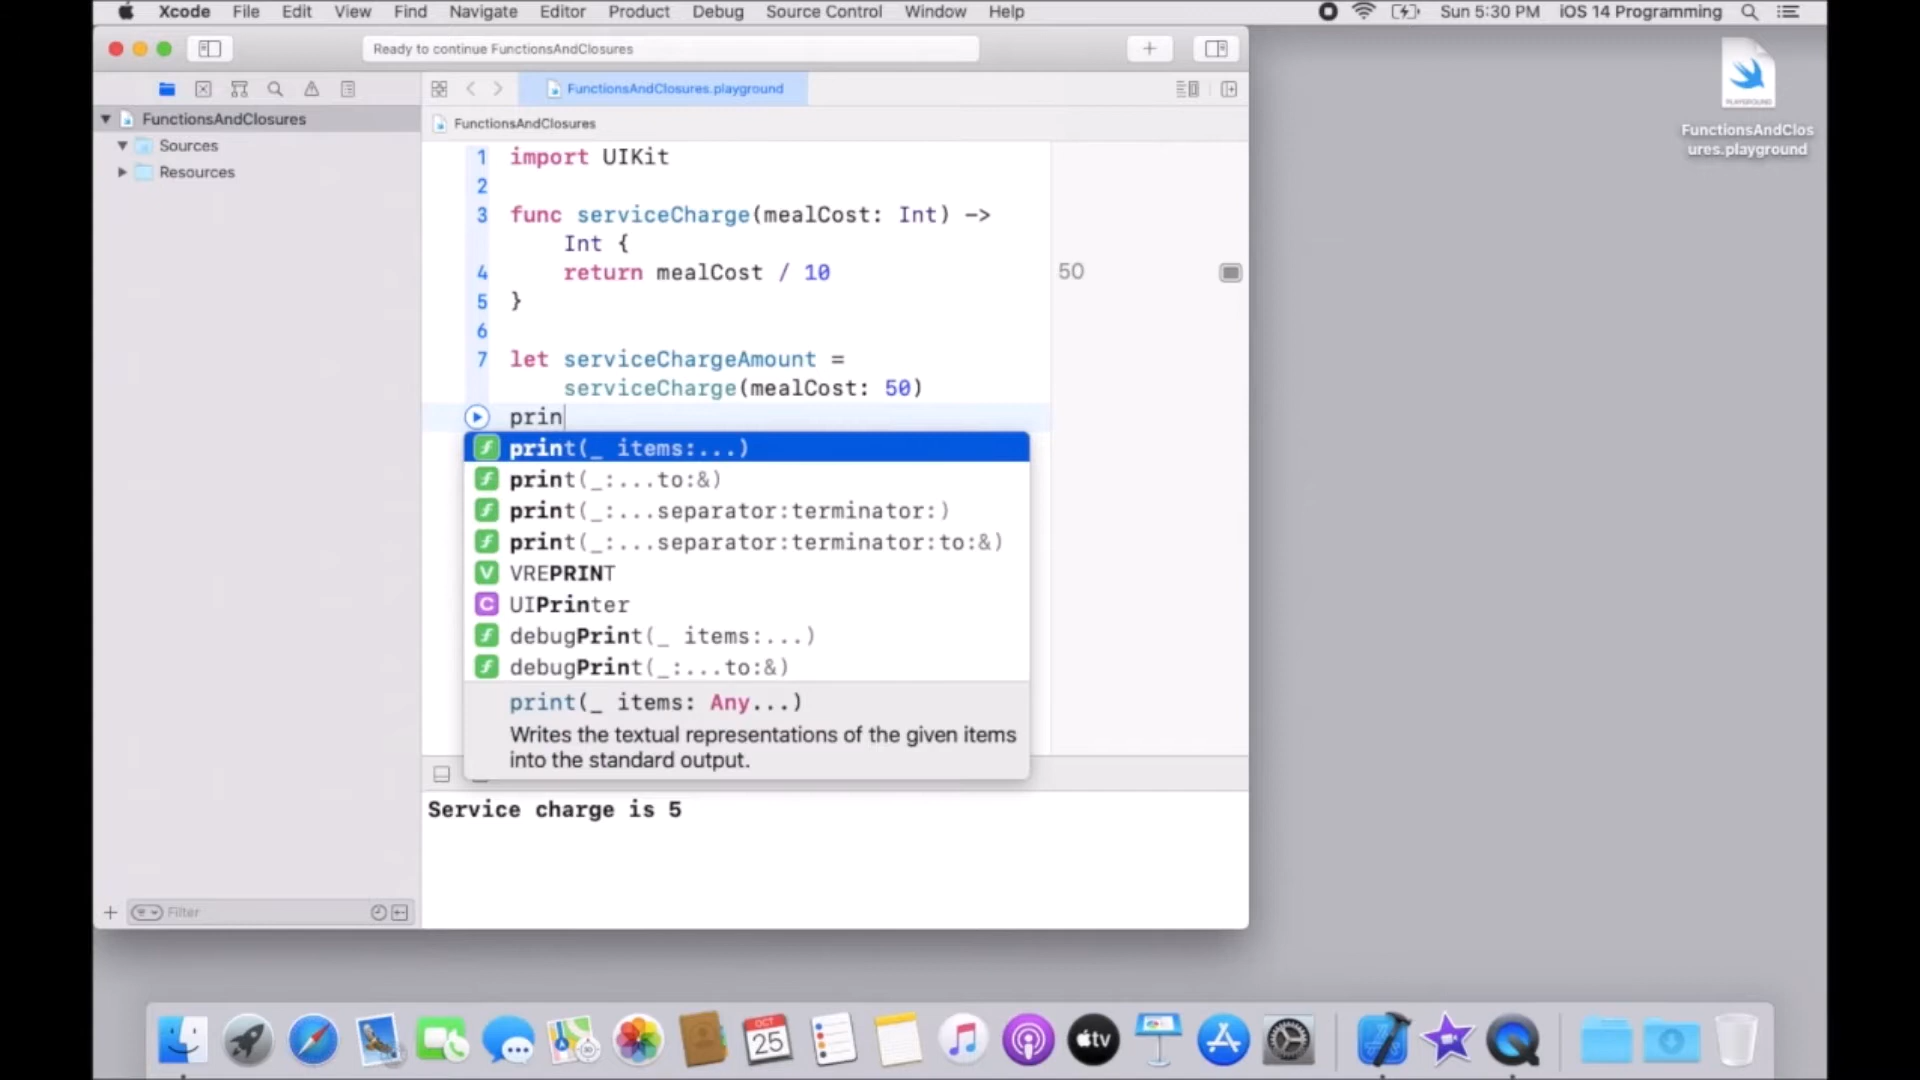 Xcode File Edit View Find Navigate Editor Product Debug Source Control Window Help Sun 5:30 PM iOS 14 Programming
Ready to continue FunctionsAndClosures
FunctionsAndClosures.playground
FunctionsAndClosures
FunctionsAndClosures
Sources
Resources
1 import UIKit
2
3 func serviceCharge(mealCost: Int) ->
Int {
4 return mealCost / 10
50
5 }
6
7 let serviceChargeAmount =
serviceCharge(mealCost: 50)
prin
print(_ items:...)
print(_:...to:&)
print(_:...separator:terminator:)
print(_:...separator:terminator:to:&)
V VREPRINT
C UIPrinter
debugPrint(_ items:...)
debugPrint(_:...to:&)
print(_ items: Any...)
Writes the textual representations of the given items
into the standard output.
Service charge is 5
Filter
PLAYGROUND
FunctionsAndClos
ures.playground
OCT
25
tv